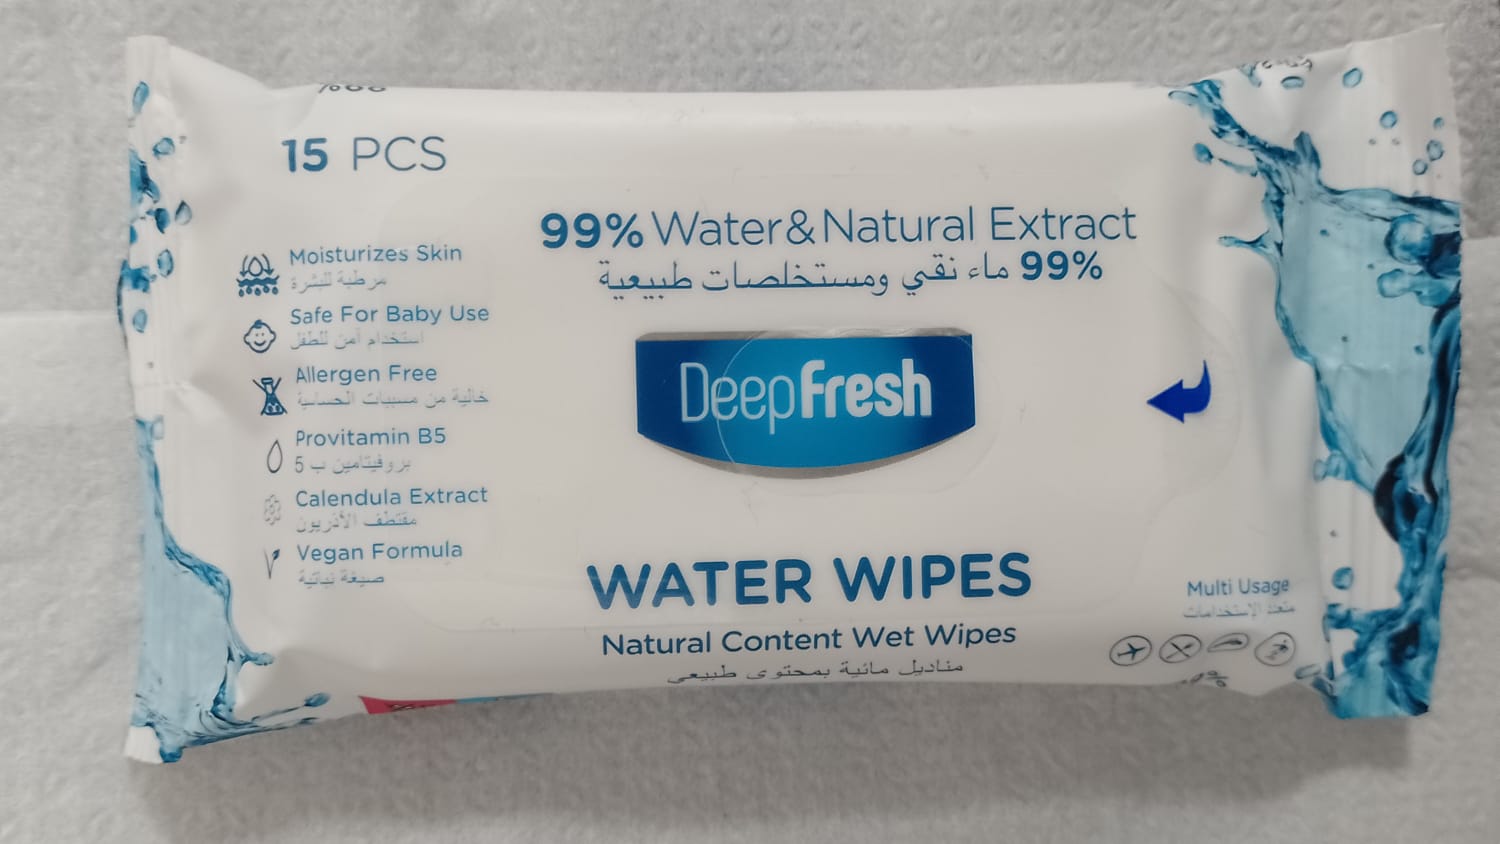 15 PCS
99% Water & Natural Extract
99% ماء نقي ومستخلصات طبيعية
Moisturizes Skin
مرطبة للبشرة
Safe For Baby Use
استخدام آمن للطفل
Allergen Free
خالية من مسببات الحساسية
Provitamin B5
بروفيتامين ب 5
Calendula Extract
مقتطف الأذريون
Vegan Formula
صيغة نباتية
DeepFresh
WATER WIPES
Natural Content Wet Wipes
مناديل مائية بمحتوى طبيعي
Multi Usage
متعدد الإستخدامات